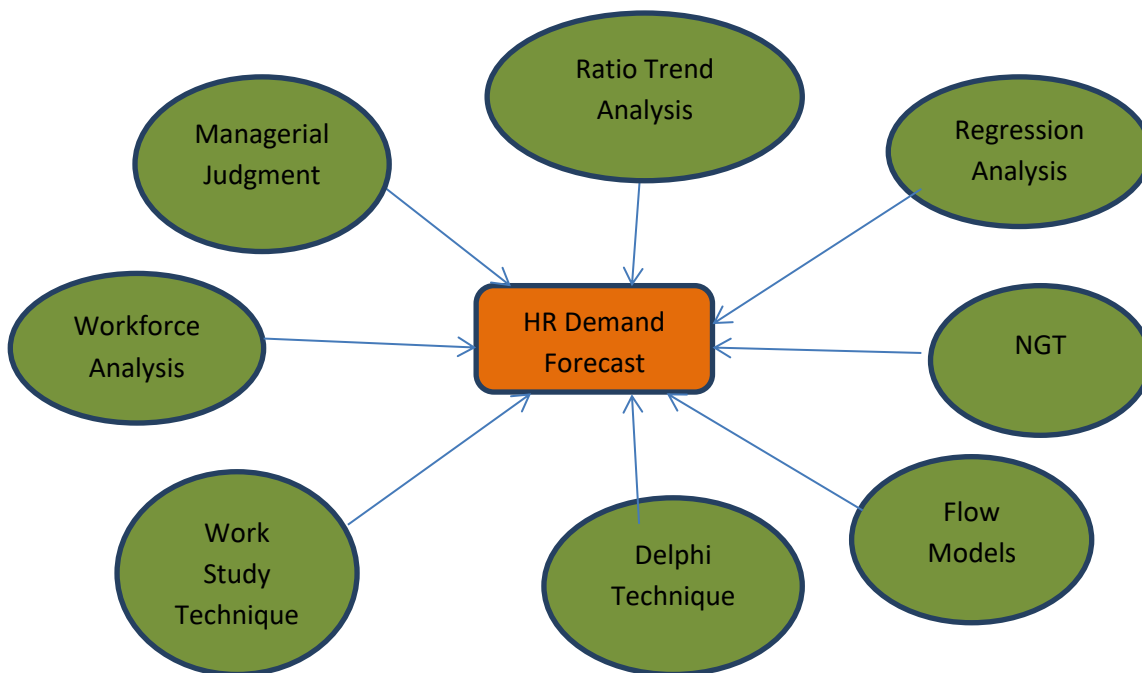 Ratio Trend
Analysis
Managerial
Judgment
Regression
Analysis
Workforce
Analysis
HR Demand
Forecast
NGT
Work
Study
Technique
Delphi
Technique
Flow
Models